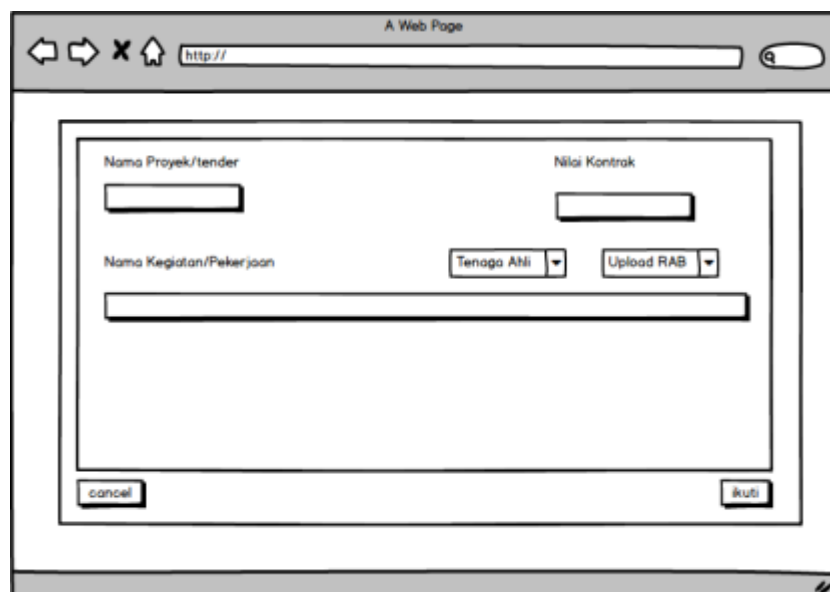 A Web Page
http://
Nama Proyek/tender
Nilai Kontrak
Nama Kegiatan/Pekerjaan
Tenaga Ahli
Upload RAB
cancel
ikuti